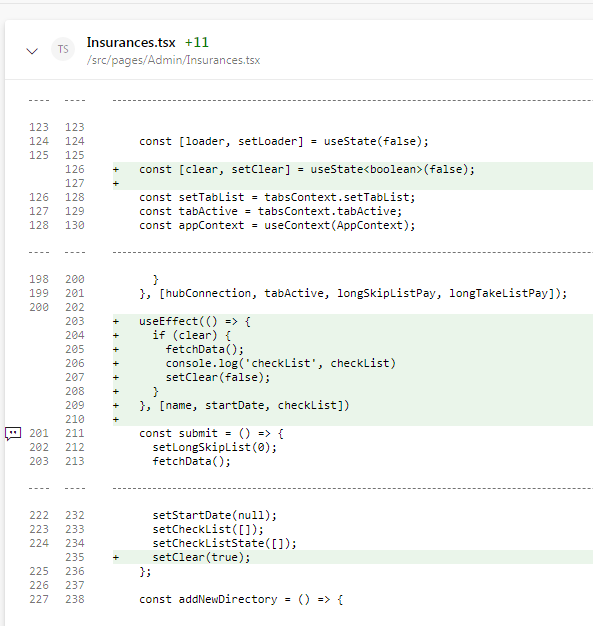 TS
Insurances.tsx +11
/src/pages/Admin/Insurances.tsx
---- ---- ------------------------------------------------------------------------
123 123
124 124 const [loader, setLoader] = useState(false);
125 125
126 + const [clear, setClear] = useState<boolean>(false);
127 +
126 128 const setTabList = tabsContext.setTabList;
127 129 const tabActive = tabsContext.tabActive;
128 130 const appContext = useContext(AppContext);
---- ---- ------------------------------------------------------------------------
198 200 }
199 201 }, [hubConnection, tabActive, longSkipListPay, longTakeListPay]);
200 202
203 + useEffect(() => {
204 + if (clear) {
205 + fetchData();
206 + console.log('checkList', checkList)
207 + setClear(false);
208 + }
209 + }, [name, startDate, checkList])
210 +
201 211 const submit = () => {
202 212 setLongSkipList(0);
203 213 fetchData();
---- ---- ------------------------------------------------------------------------
222 232 setStartDate(null);
223 233 setCheckList([]);
224 234 setCheckListState([]);
235 + setClear(true);
225 236 };
226 237
227 238 const addNewDirectory = () => {